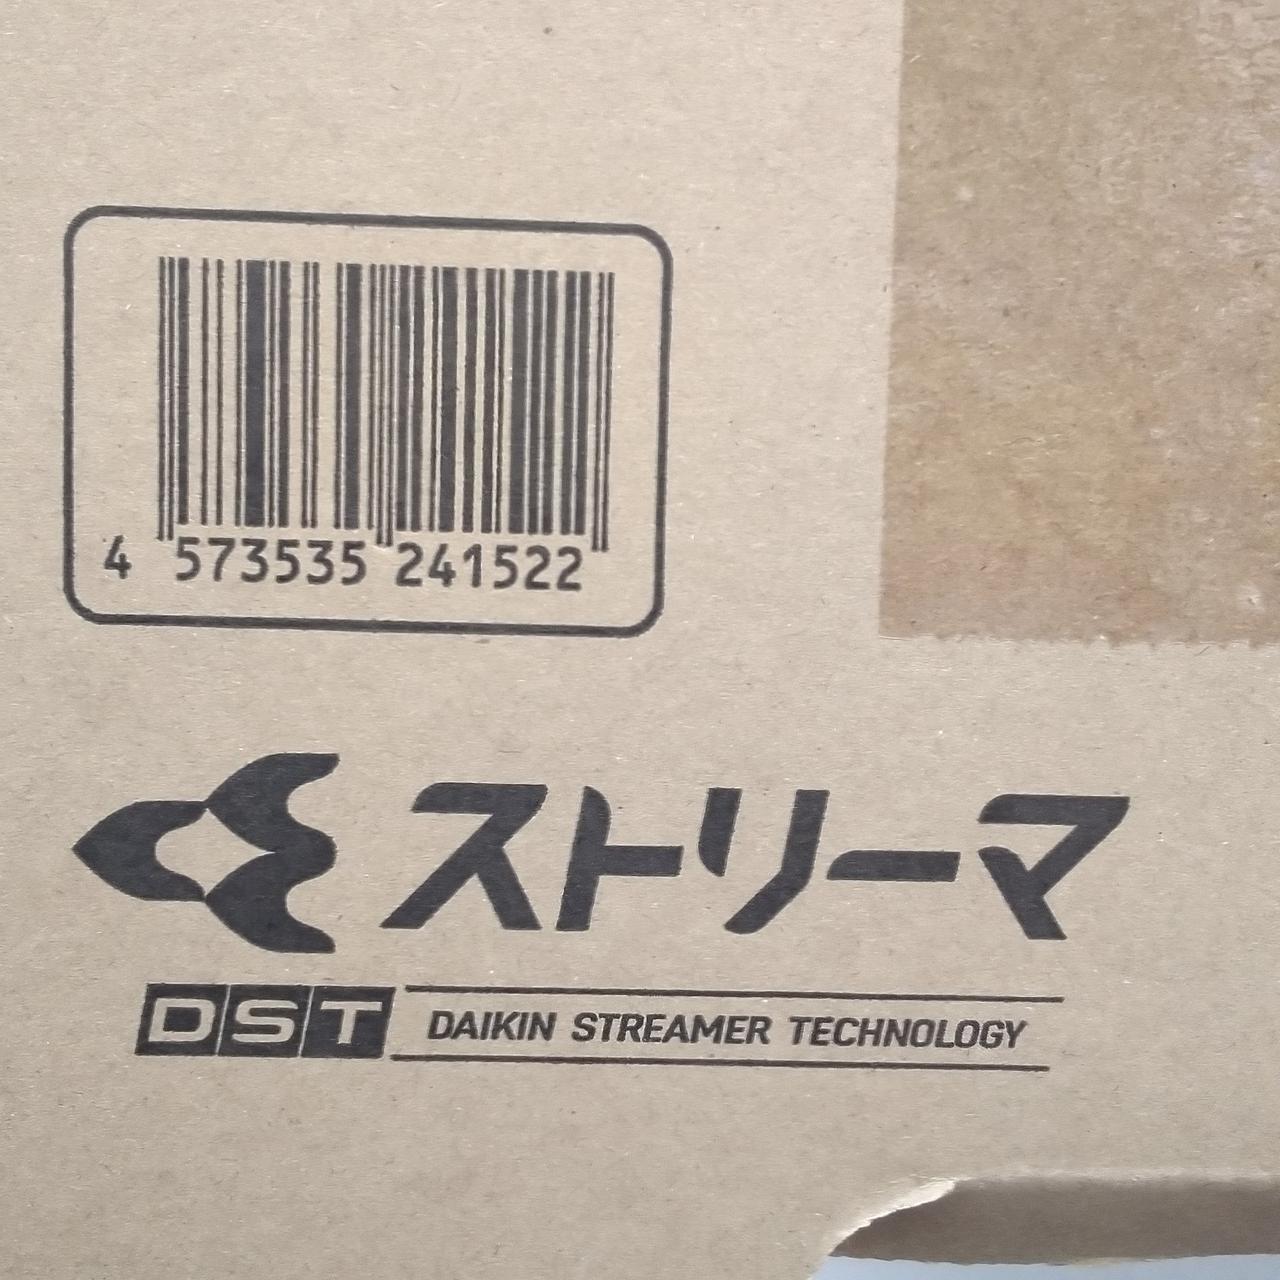 4 573535 241522
ストリーマ
DST DAIKIN STREAMER TECHNOLOGY